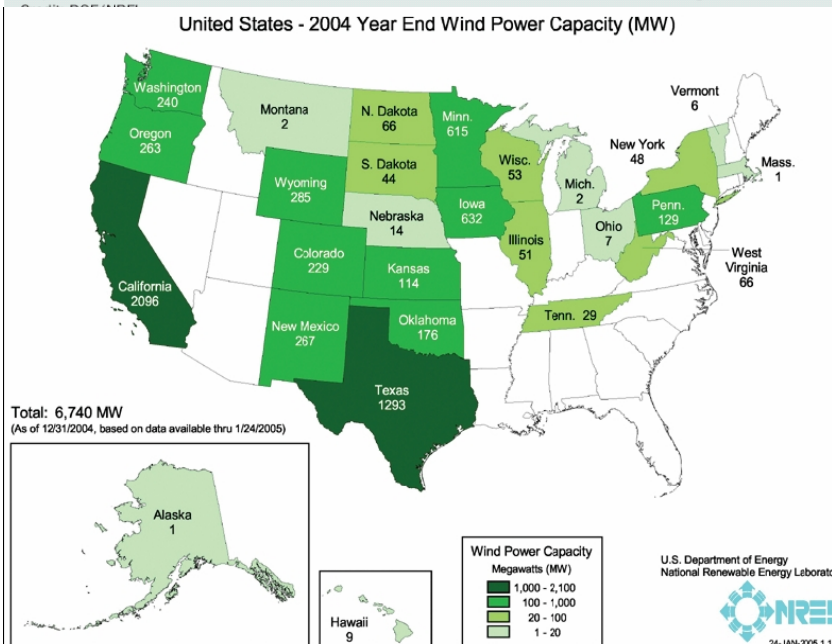 United States - 2004 Year End Wind Power Capacity (MW)
Washington
240
Oregon
263
California
2096
Montana
2
Wyoming
285
Colorado
229
New Mexico
267
N. Dakota
66
S. Dakota
44
Nebraska
14
Kansas
114
Oklahoma
176
Texas
1293
Minn.
615
Iowa
632
Wisc.
53
Illinois
51
Mich.
2
Ohio
7
Tenn. 29
Vermont
6
New York
48
Mass.
1
Penn.
129
West
Virginia
66
Total: 6,740 MW
(As of 12/31/2004, based on data available thru 1/24/2005)
Alaska
1
Hawaii
9
Wind Power Capacity
Megawatts (MW)
1,000 - 2,100
100 - 1,000
20 - 100
1 - 20
U.S. Department of Energy
National Renewable Energy Laborato
NREL